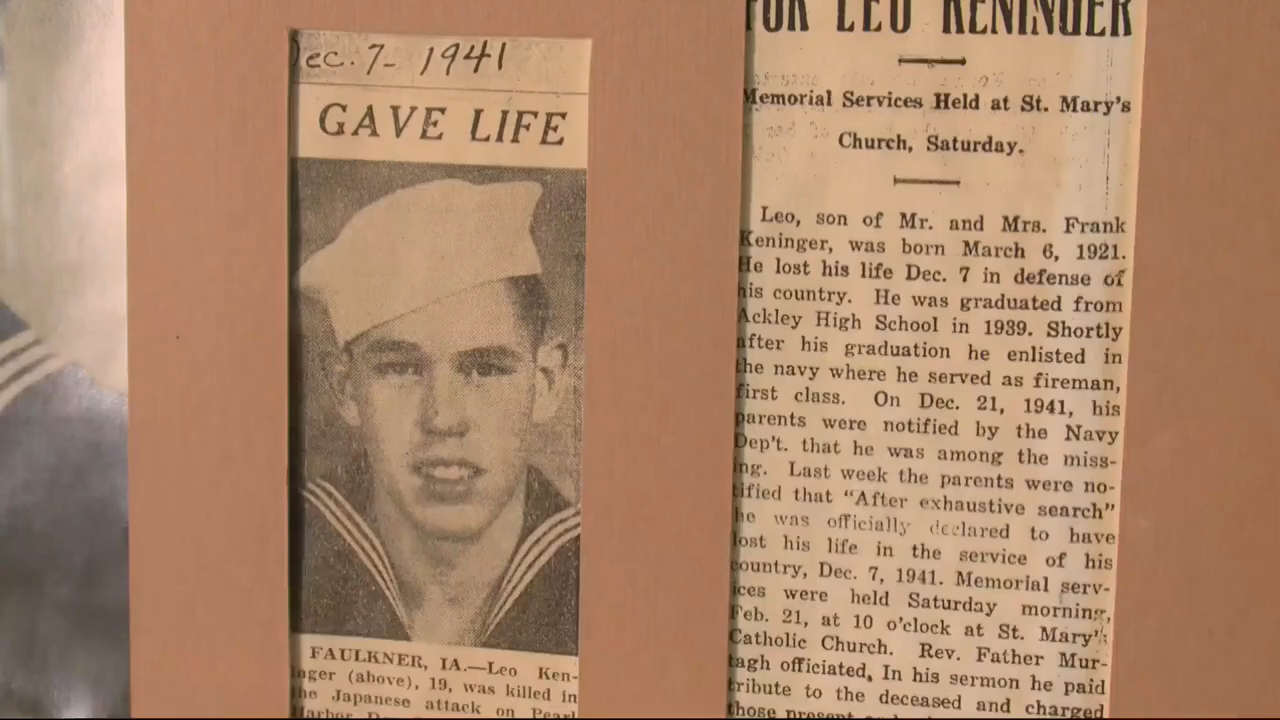 Dec. 7- 1941
GAVE LIFE
FAULKNER, IA.—Leo Ken-
inger (above), 19, was killed in
the Japanese attack on Pearl
Harbor
FOR LEO KENINGER
Memorial Services Held at St. Mary's
Church, Saturday.
Leo, son of Mr. and Mrs. Frank
Keninger, was born March 6, 1921.
He lost his life Dec. 7 in defense of
his country. He was graduated from
Ackley High School in 1939. Shortly
after his graduation he enlisted in
the navy where he served as fireman,
first class. On Dec. 21, 1941, his
parents were notified by the Navy
Dep't. that he was among the miss-
ing. Last week the parents were no-
tified that "After exhaustive search"
he was officially declared to have
lost his life in the service of his
country, Dec. 7, 1941. Memorial serv-
ices were held Saturday morning,
Feb. 21, at 10 o'clock at St. Mary's
Catholic Church. Rev. Father Mur-
tagh officiated. In his sermon he paid
tribute to the deceased and charged
those present